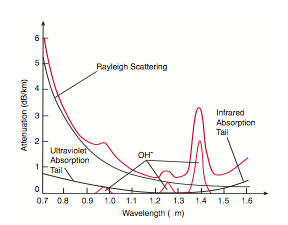 6
5
4
3
2
1
0
Attenuation (dB/km)
Rayleigh Scattering
Ultraviolet
Absorption
Tail
OH-
Infrared
Absorption
Tail
0.7 0.8 0.9 1.0 1.1 1.2 1.3 1.4 1.5 1.6
Wavelength ( m)